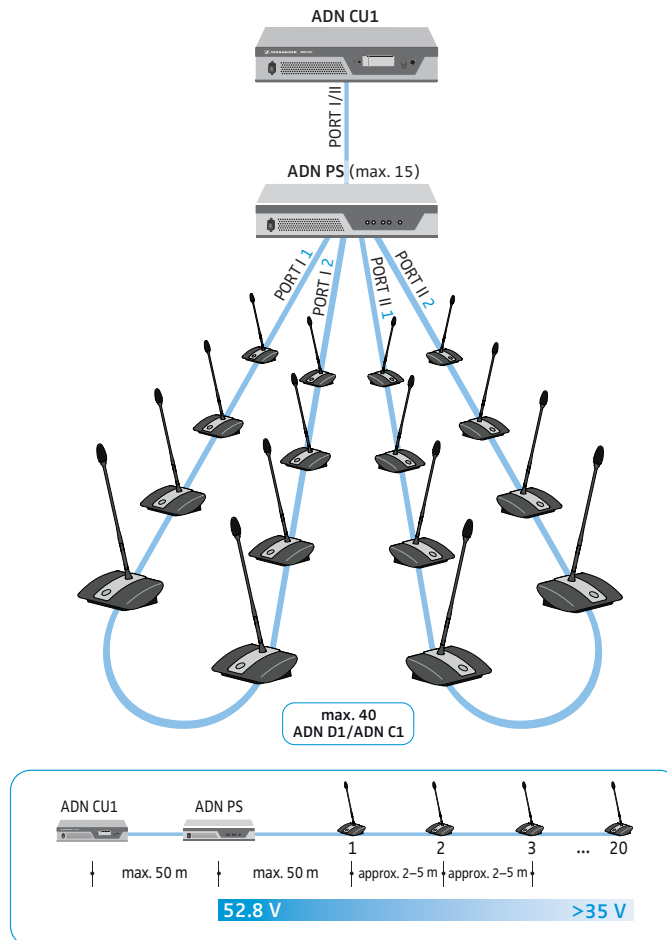 ADN CU1
SENNHEISER
PORT I/II
ADN PS (max. 15)
PORT I 1
PORT I 2
PORT II 1
PORT II 2
max. 40
ADN D1/ADN C1
ADN CU1
ADN PS
1
2
3
...
20
max. 50 m
max. 50 m
approx. 2–5 m
approx. 2–5 m
52.8 V
>35 V